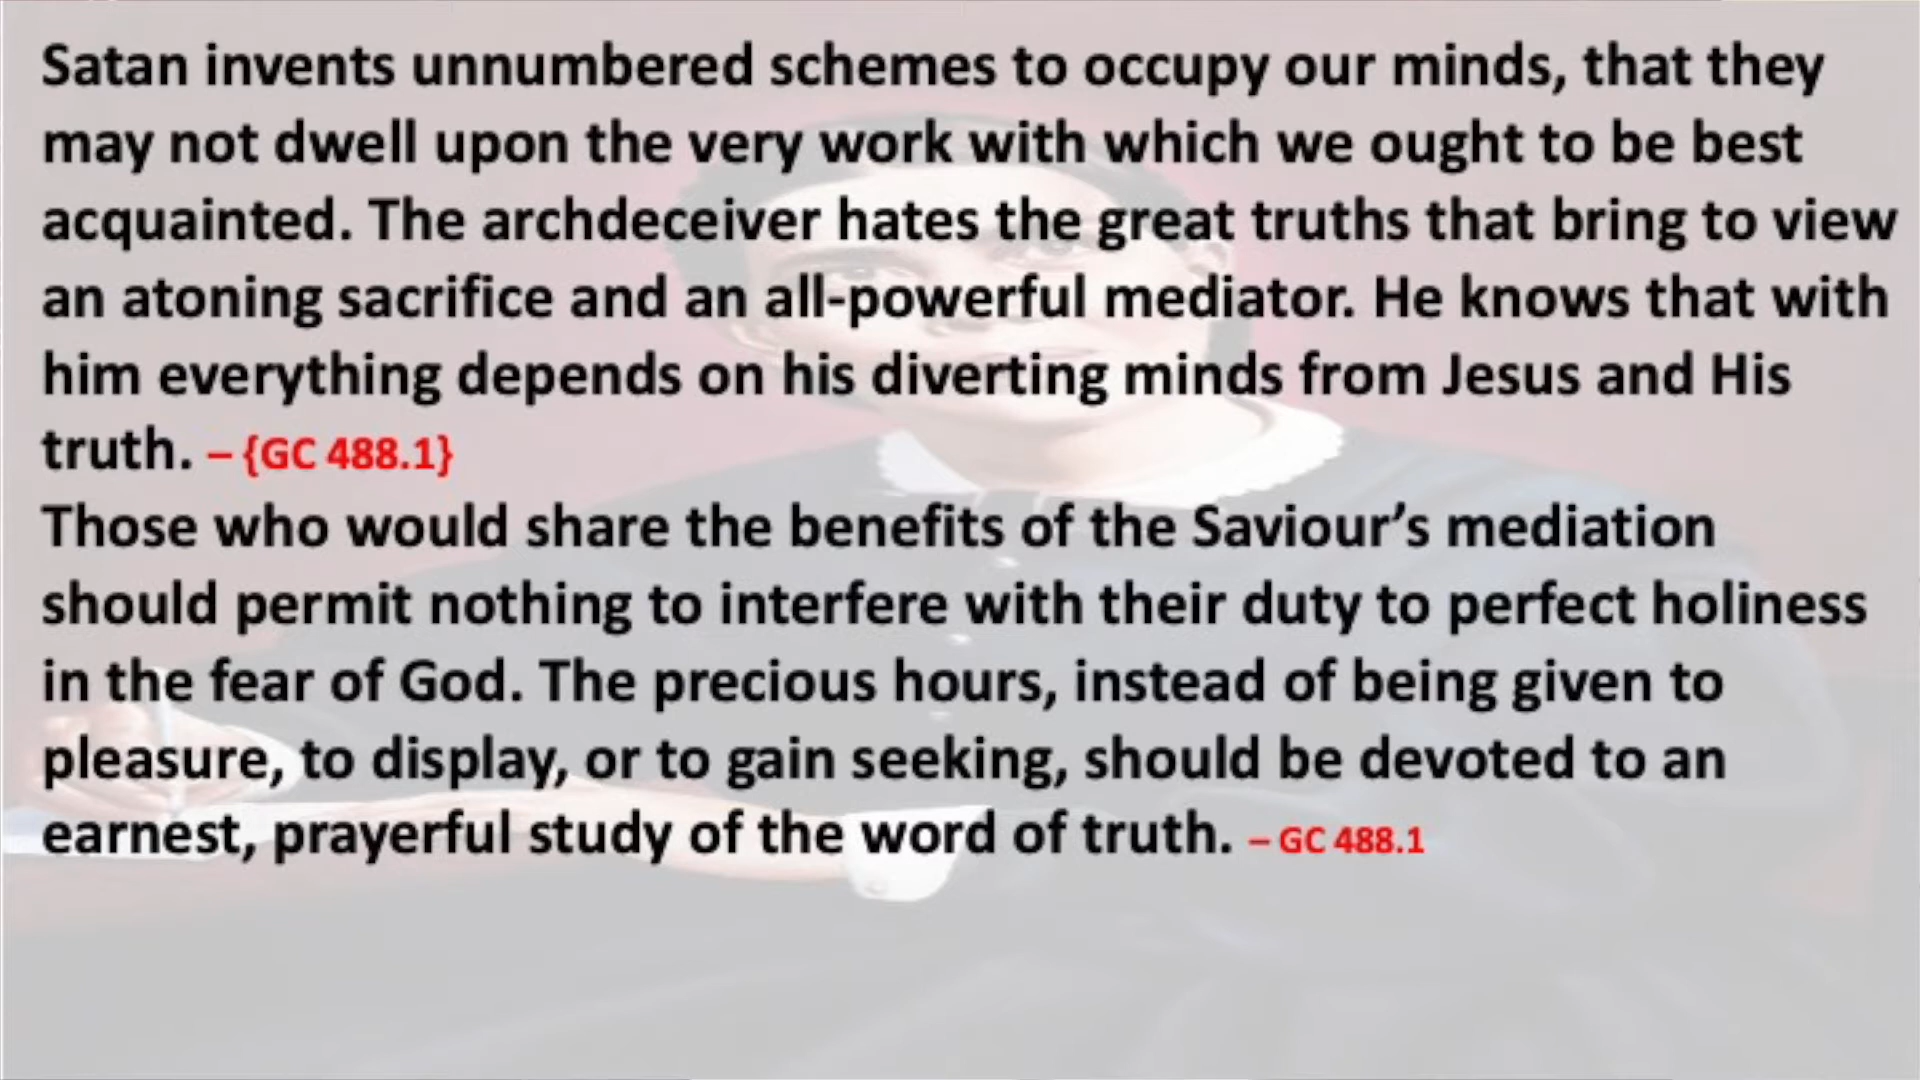 Satan invents unnumbered schemes to occupy our minds, that they
may not dwell upon the very work with which we ought to be best
acquainted. The archdeceiver hates the great truths that bring to view
an atoning sacrifice and an all-powerful mediator. He knows that with
him everything depends on his diverting minds from Jesus and His
truth. – {GC 488.1}
Those who would share the benefits of the Saviour’s mediation
should permit nothing to interfere with their duty to perfect holiness
in the fear of God. The precious hours, instead of being given to
pleasure, to display, or to gain seeking, should be devoted to an
earnest, prayerful study of the word of truth. – GC 488.1